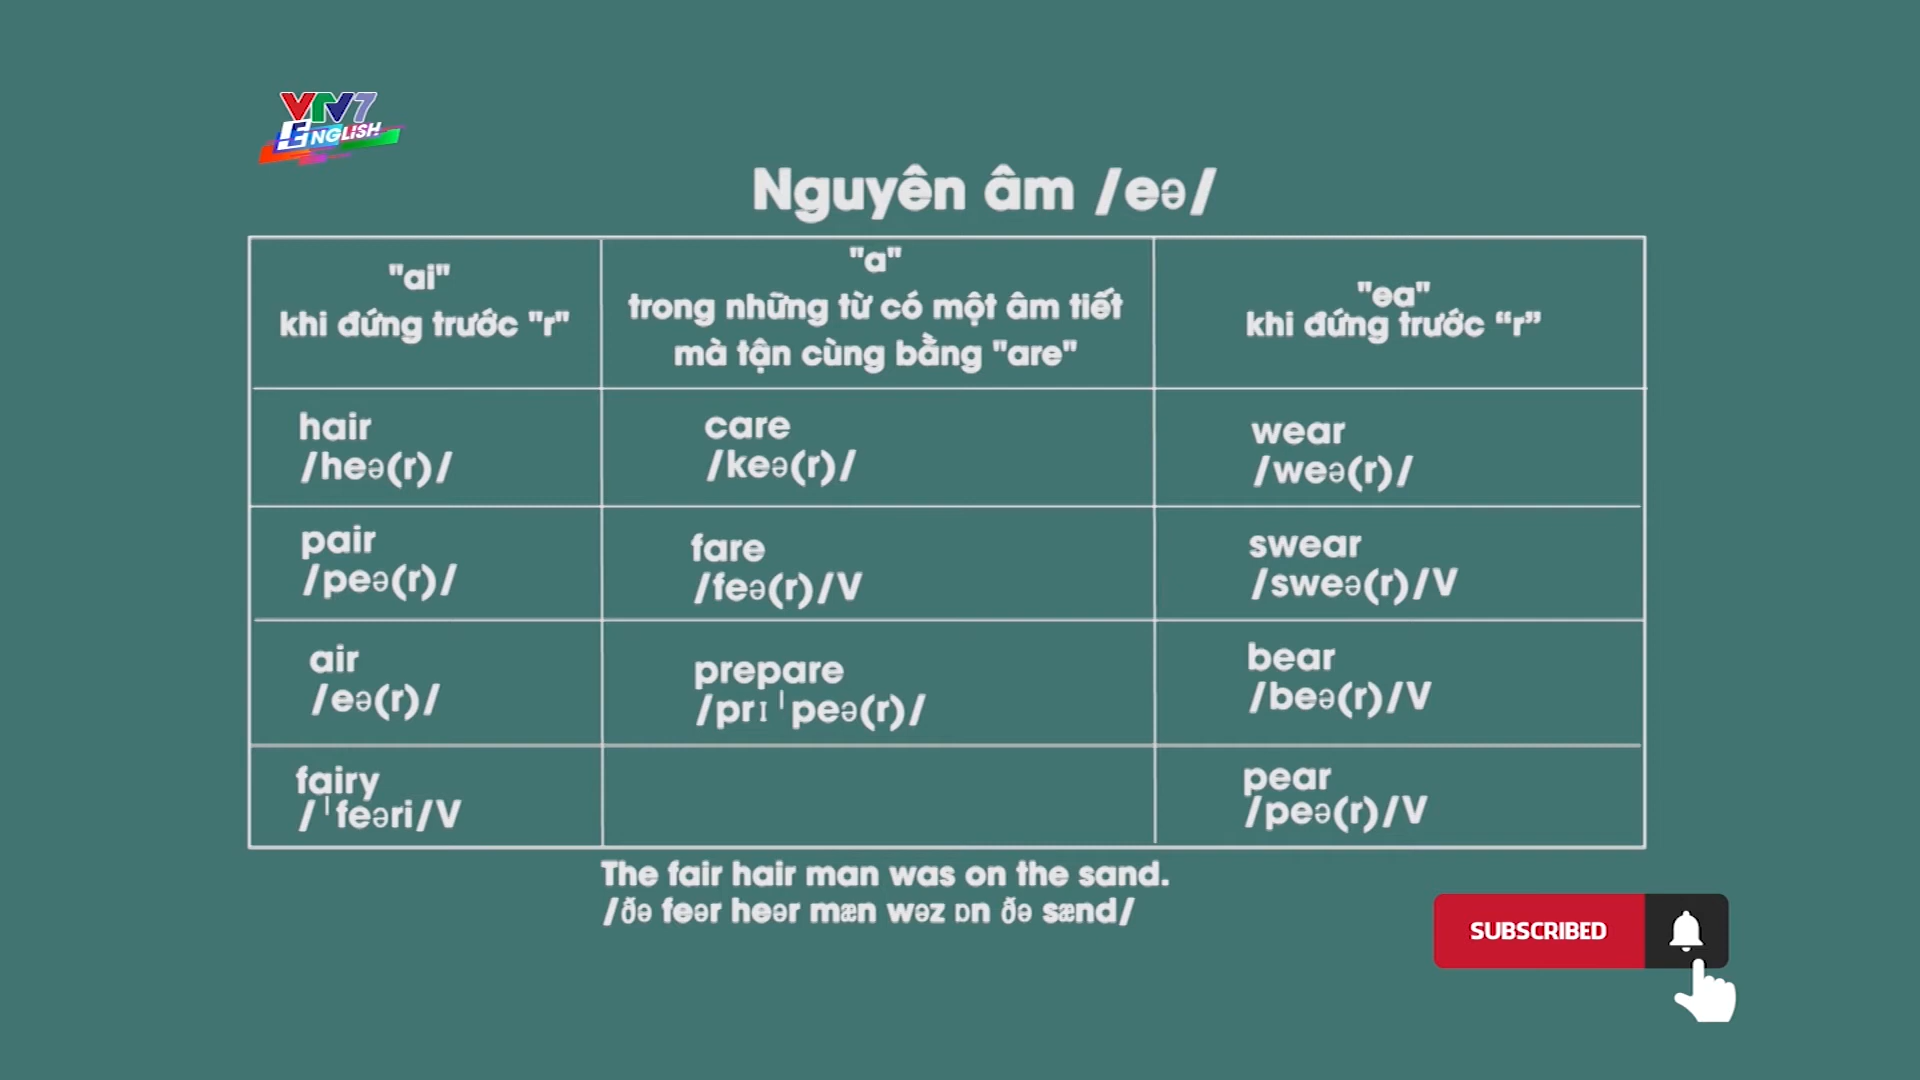 VTV7
ENGLISH
Nguyên âm /eə/
"ai"
khi đứng trước "r"
"a"
trong những từ có một âm tiết
mà tận cùng bằng "are"
"ea"
khi đứng trước “r”
hair
/heə(r)/
care
/keə(r)/
wear
/weə(r)/
pair
/peə(r)/
fare
/feə(r)/V
swear
/sweə(r)/V
air
/eə(r)/
prepare
/prɪˈpeə(r)/
bear
/beə(r)/V
fairy
/ˈfeəri/V
pear
/peə(r)/V
The fair hair man was on the sand.
/ðə feər heər mæn wəz ɒn ðə sænd/
SUBSCRIBED